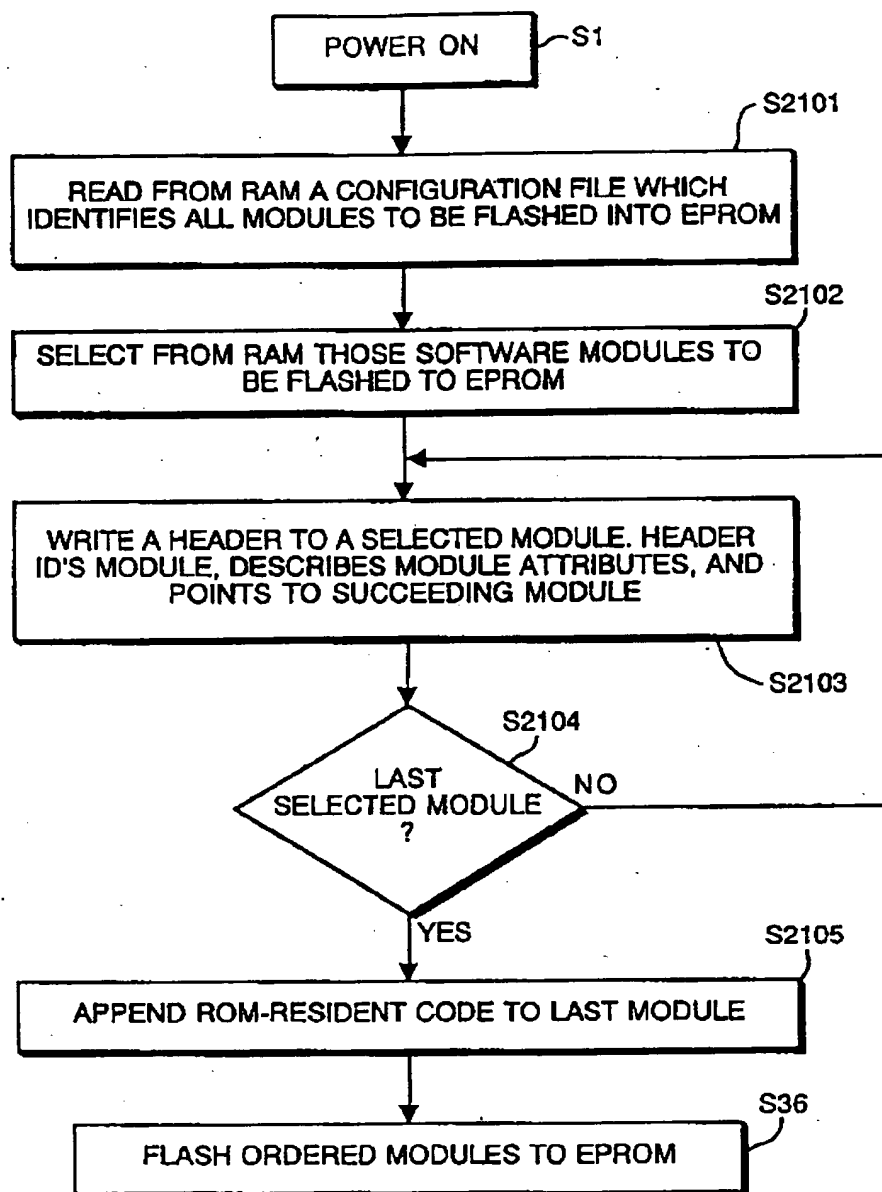 POWER ON
S1
S2101
READ FROM RAM A CONFIGURATION FILE WHICH
IDENTIFIES ALL MODULES TO BE FLASHED INTO EPROM
S2102
SELECT FROM RAM THOSE SOFTWARE MODULES TO
BE FLASHED TO EPROM
WRITE A HEADER TO A SELECTED MODULE. HEADER
ID'S MODULE, DESCRIBES MODULE ATTRIBUTES, AND
POINTS TO SUCCEEDING MODULE
S2103
S2104
LAST
SELECTED MODULE
?
NO
YES
S2105
APPEND ROM-RESIDENT CODE TO LAST MODULE
S36
FLASH ORDERED MODULES TO EPROM